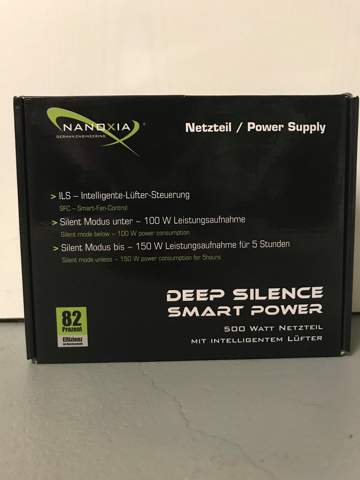 NANOXIA
GERMAN ENGINEERING
Netzteil / Power Supply
> ILS – Intelligente-Lüfter-Steuerung
SFC – Smart-Fan-Control
> Silent Modus unter – 100 W Leistungsaufnahme
Silent mode below – 100 W power consumption
> Silent Modus bis – 150 W Leistungsaufnahme für 5 Stunden
Silent mode unless – 150 W power consumption for 5hours
DEEP SILENCE
SMART POWER
500 WATT NETZTEIL
MIT INTELLIGENTEM LÜFTER
82
Prozent
Effizienz